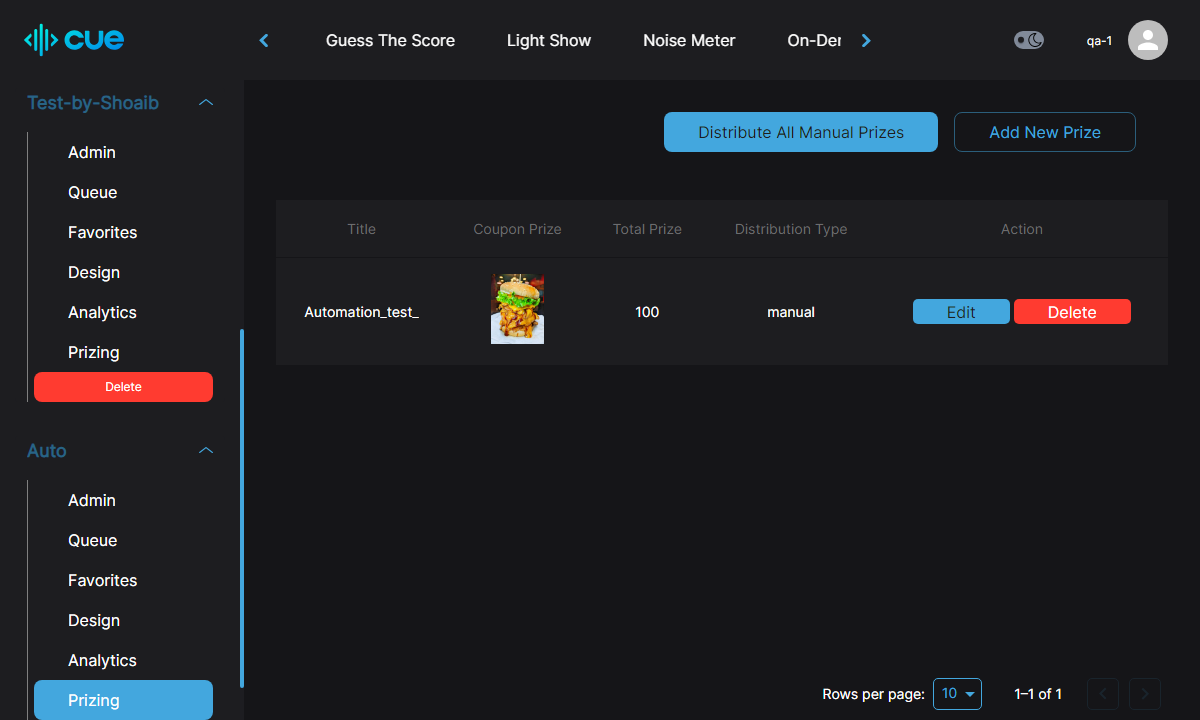 cue
Guess The Score
Light Show
Noise Meter
On-Der
qa-1
Test-by-Shoaib
Admin
Queue
Favorites
Design
Analytics
Prizing
Delete
Auto
Admin
Queue
Favorites
Design
Analytics
Prizing
Distribute All Manual Prizes
Add New Prize
Title Coupon Prize Total Prize Distribution Type Action
Automation_test_ 100 manual Edit Delete
Rows per page: 10 1–1 of 1